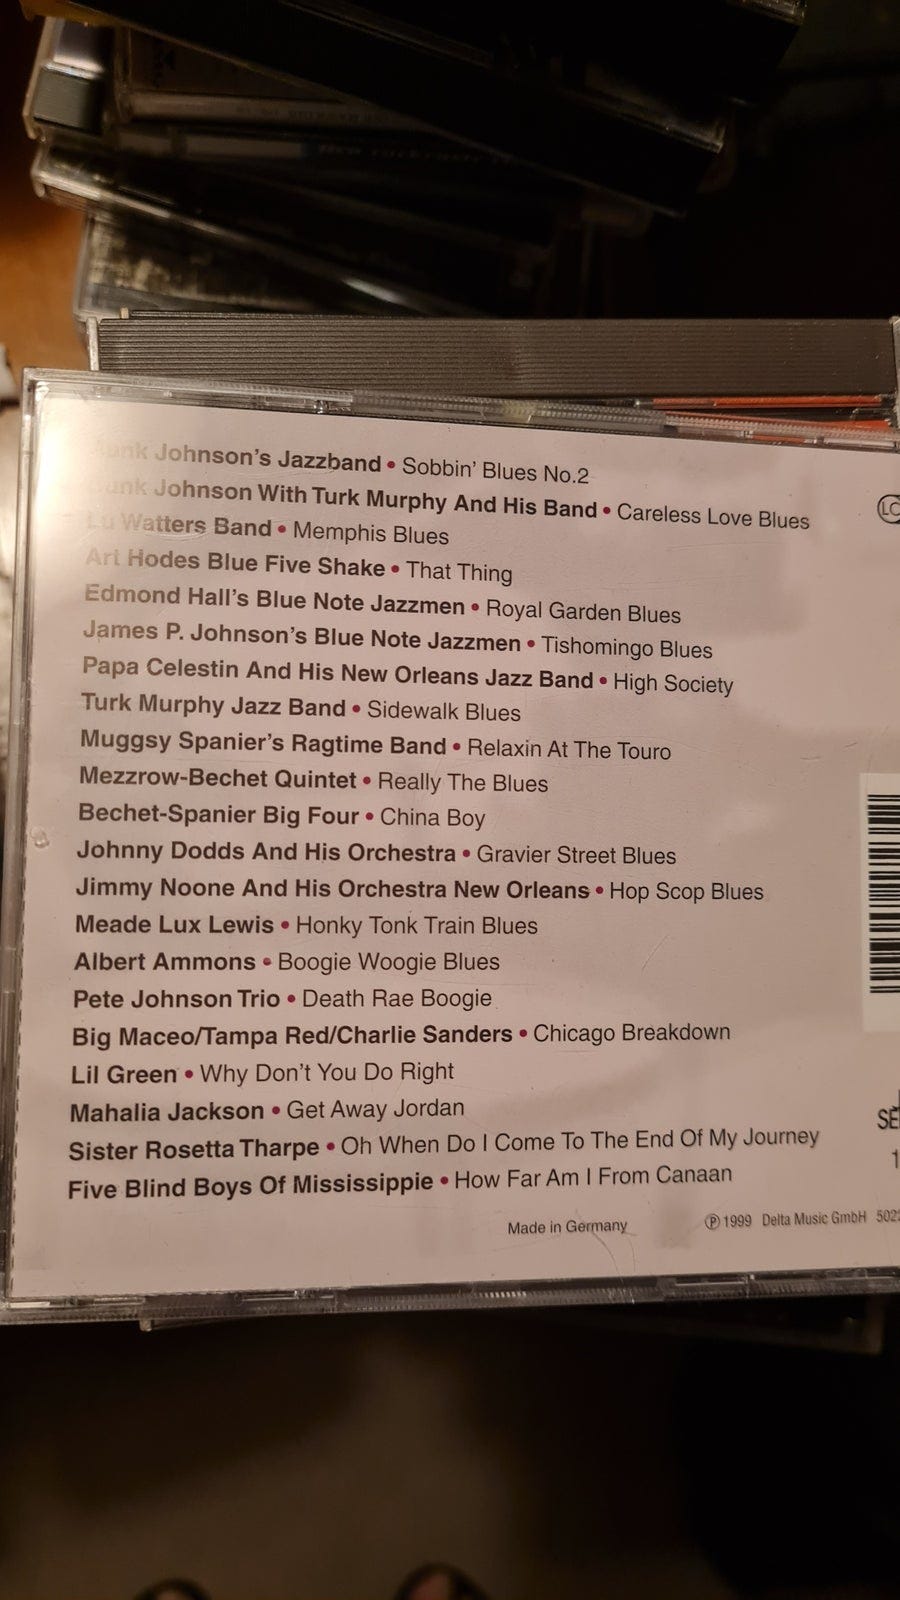 Bunk Johnson's Jazzband • Sobbin' Blues No.2
Bunk Johnson With Turk Murphy And His Band • Careless Love Blues
Lu Watters Band • Memphis Blues
Art Hodes Blue Five Shake • That Thing
Edmond Hall's Blue Note Jazzmen • Royal Garden Blues
James P. Johnson's Blue Note Jazzmen • Tishomingo Blues
Papa Celestin And His New Orleans Jazz Band • High Society
Turk Murphy Jazz Band • Sidewalk Blues
Muggsy Spanier's Ragtime Band • Relaxin At The Touro
Mezzrow-Bechet Quintet • Really The Blues
Bechet-Spanier Big Four • China Boy
Johnny Dodds And His Orchestra • Gravier Street Blues
Jimmy Noone And His Orchestra New Orleans • Hop Scop Blues
Meade Lux Lewis • Honky Tonk Train Blues
Albert Ammons • Boogie Woogie Blues
Pete Johnson Trio • Death Rae Boogie
Big Maceo/Tampa Red/Charlie Sanders • Chicago Breakdown
Lil Green • Why Don't You Do Right
Mahalia Jackson • Get Away Jordan
Sister Rosetta Tharpe • Oh When Do I Come To The End Of My Journey
Five Blind Boys Of Mississippie • How Far Am I From Canaan
Made in Germany ℗ 1999 Delta Music GmbH
LC